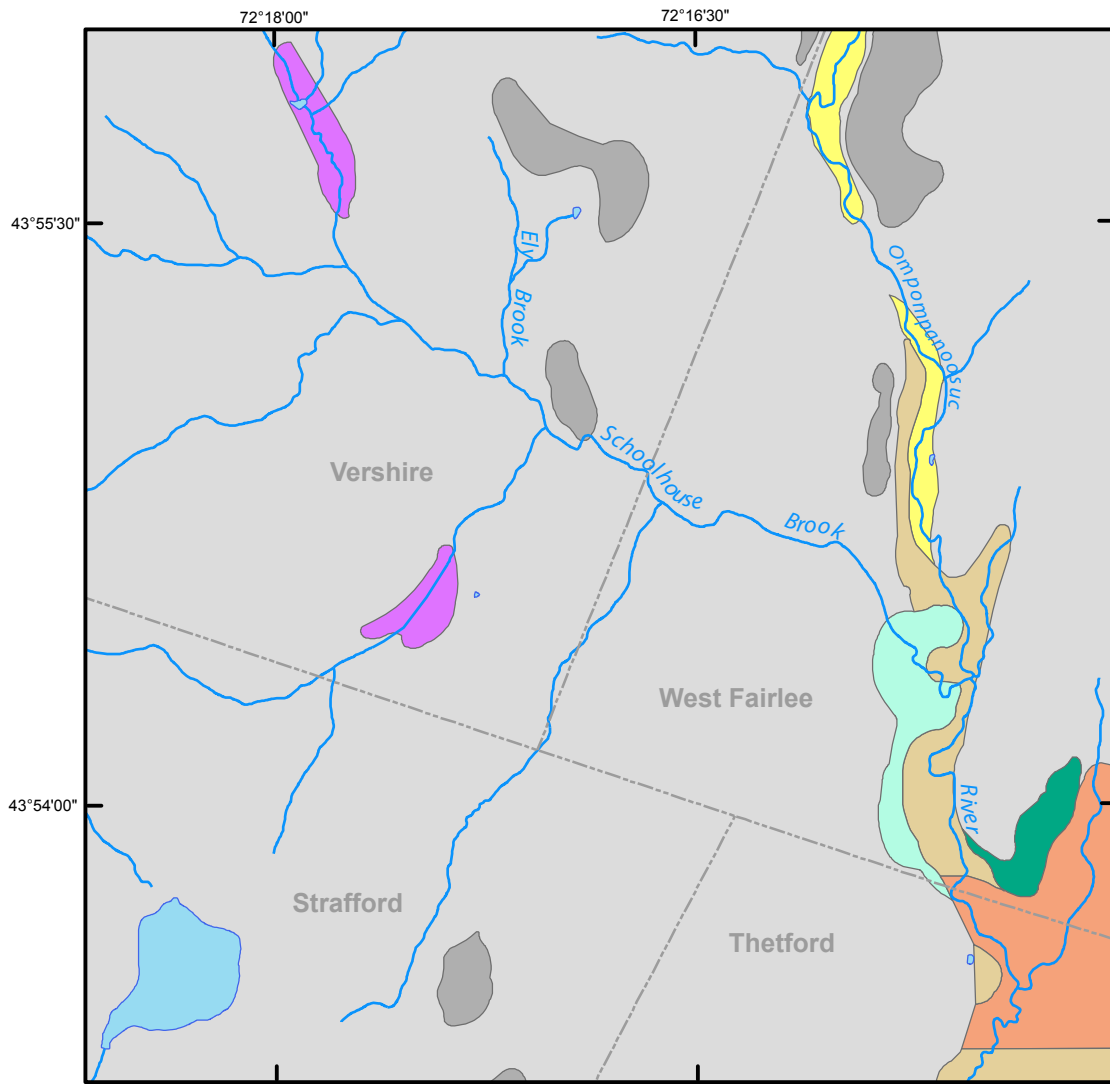 72°18'00"
72°16'30"
43°55'30"
Ely
Brook
Ompompanoosuc
Schoolhouse
Brook
Vershire
West Fairlee
43°54'00"
River
Strafford
Thetford